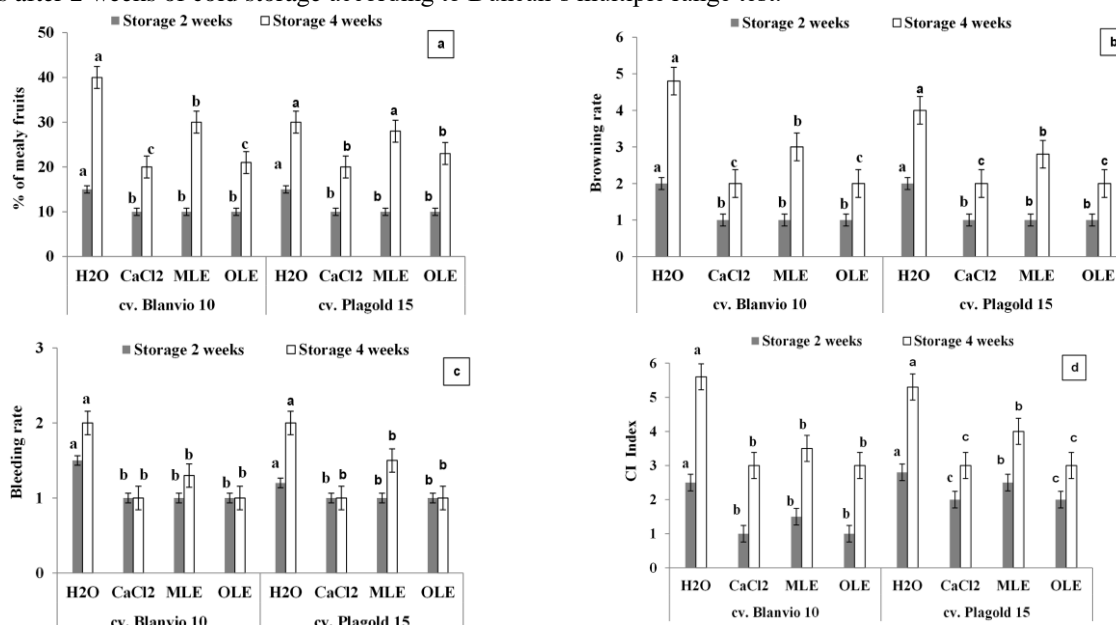 s after 2 weeks of cold storage according to Duncan's multiple range test.
Storage 2 weeks Storage 4 weeks
a
% of mealy fruits
50
40
30
20
10
0
a a b c b b b c a a b b b a b b
H2O CaCl2 MLE OLE H2O CaCl2 MLE OLE
cv. Blanvio 10 cv. Plagold 15
Storage 2 weeks Storage 4 weeks
b
Browning rate
6
5
4
3
2
1
0
a a b c b b b c a a b c b b b c
H2O CaCl2 MLE OLE H2O CaCl2 MLE OLE
cv. Blanvio 10 cv. Plagold 15
Storage 2 weeks Storage 4 weeks
c
Bleeding rate
3
2
1
0
a a b b b b b b a a b b b b b b
H2O CaCl2 MLE OLE H2O CaCl2 MLE OLE
cv. Blanvio 10 cv. Plagold 15
Storage 2 weeks Storage 4 weeks
d
CI Index
6
5
4
3
2
1
0
a a b b b b b b a a c c b b c c
H2O CaCl2 MLE OLE H2O CaCl2 MLE OLE
cv. Blanvio 10 cv. Plagold 15